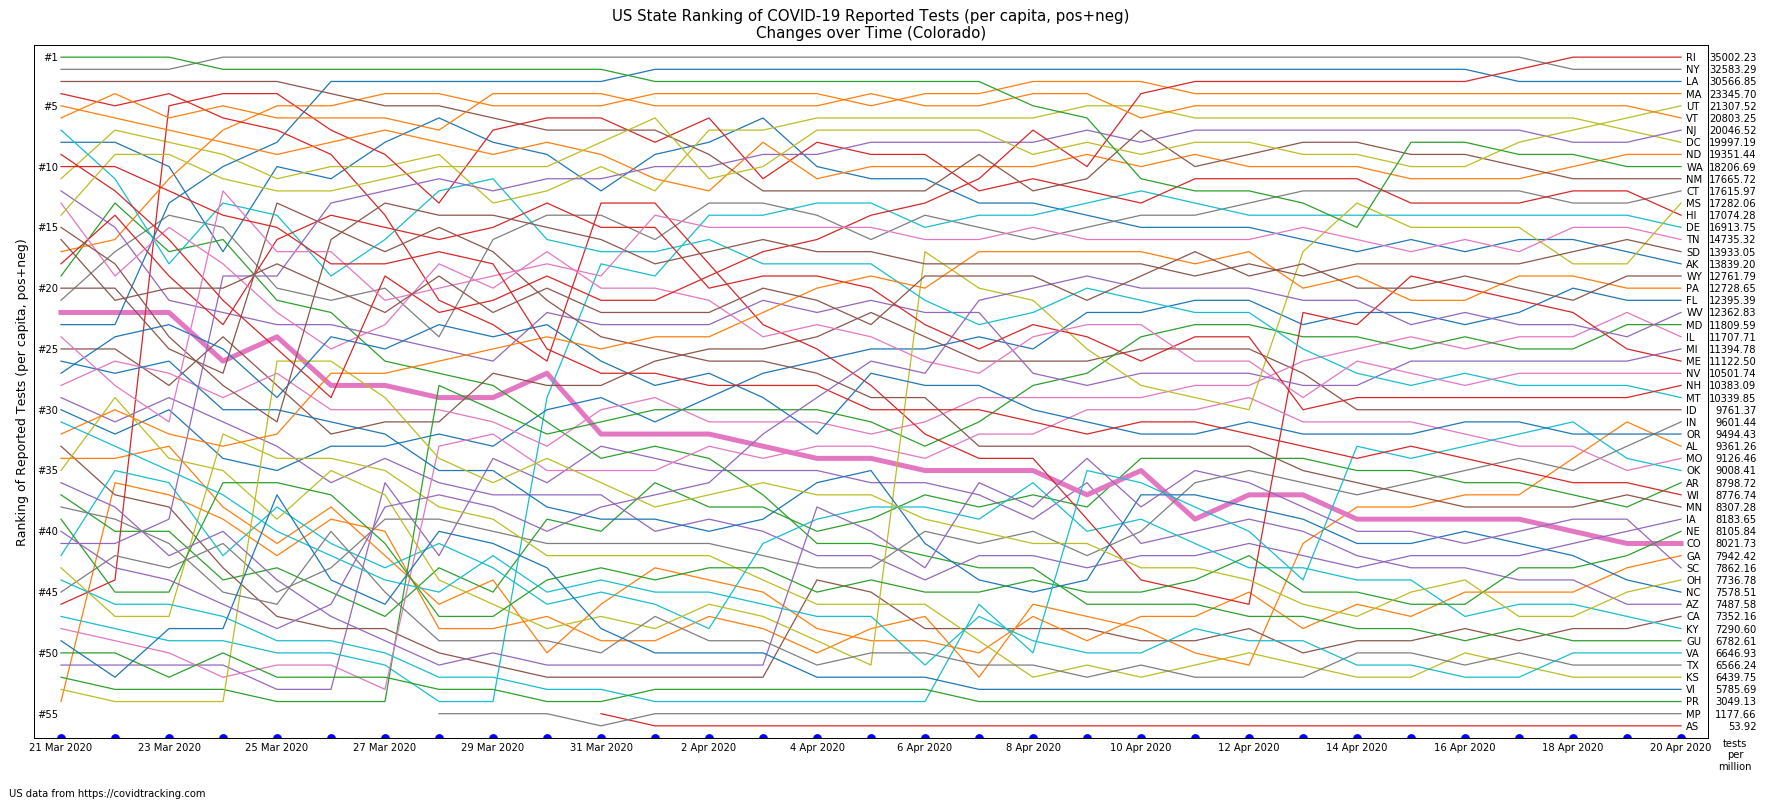 US State Ranking of COVID-19 Reported Tests (per capita, pos+neg)
Changes over Time (Colorado)
Ranking of Reported Tests (per capita, pos+neg)
#1
#5
#10
#15
#20
#25
#30
#35
#40
#45
#50
#55
RI 35002.23
NY 32583.29
LA 30566.85
MA 23345.70
UT 21307.52
VT 20803.25
NJ 20046.52
DC 19997.19
ND 19351.44
WA 18206.69
NM 17665.72
CT 17615.97
MS 17282.06
HI 17074.28
DE 16913.75
TN 14735.32
SD 13933.05
AK 13839.20
WY 12761.79
PA 12728.65
FL 12395.39
WV 12362.83
MD 11809.59
IL 11707.71
MI 11394.78
ME 11122.50
NV 10501.74
NH 10383.09
MT 10339.85
ID 9761.37
IN 9601.44
OR 9494.43
AL 9361.26
MO 9126.46
OK 9008.41
AR 8798.72
WI 8776.74
MN 8307.28
IA 8183.65
NE 8105.84
CO 8021.73
GA 7942.42
SC 7862.16
OH 7736.78
NC 7578.51
AZ 7487.58
CA 7352.16
KY 7290.60
GU 6782.61
VA 6646.93
TX 6566.24
KS 6439.75
VI 5785.69
PR 3049.13
MP 1177.66
AS 53.92
21 Mar 2020 23 Mar 2020 25 Mar 2020 27 Mar 2020 29 Mar 2020 31 Mar 2020 2 Apr 2020 4 Apr 2020 6 Apr 2020 8 Apr 2020 10 Apr 2020 12 Apr 2020 14 Apr 2020 16 Apr 2020 18 Apr 2020 20 Apr 2020
tests
per
million
US data from https://covidtracking.com